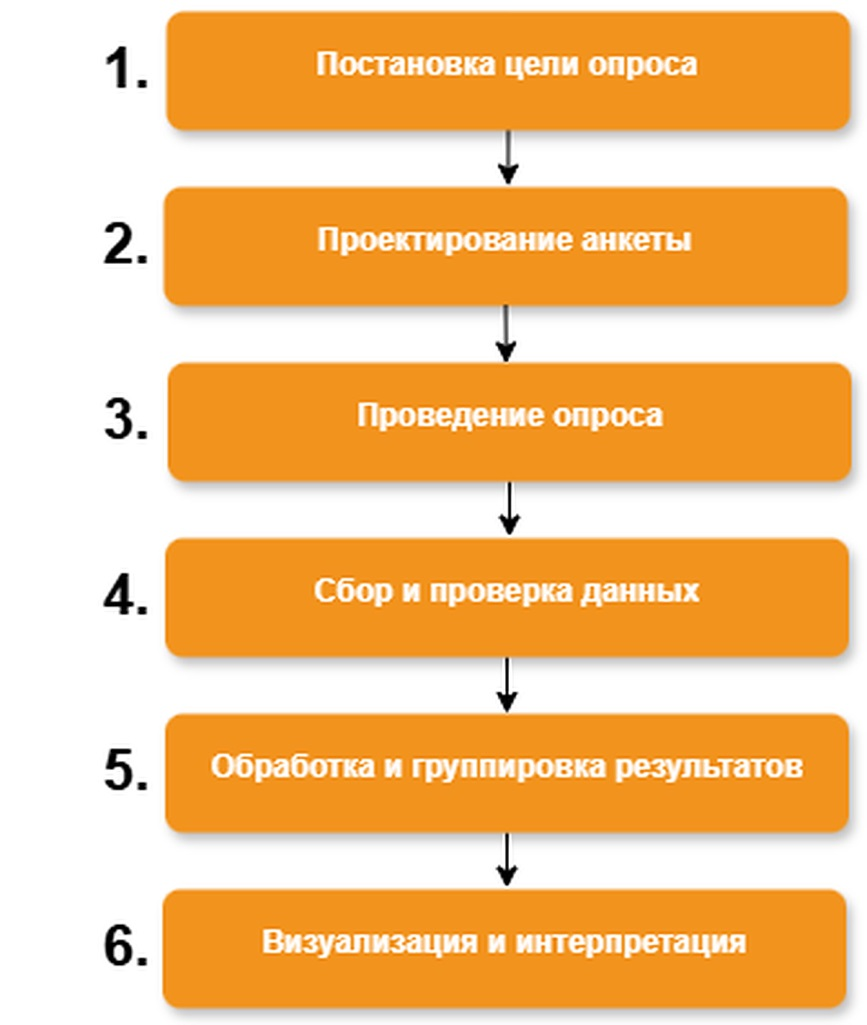 1. Постановка цели опроса
2. Проектирование анкеты
3. Проведение опроса
4. Сбор и проверка данных
5. Обработка и группировка результатов
6. Визуализация и интерпретация